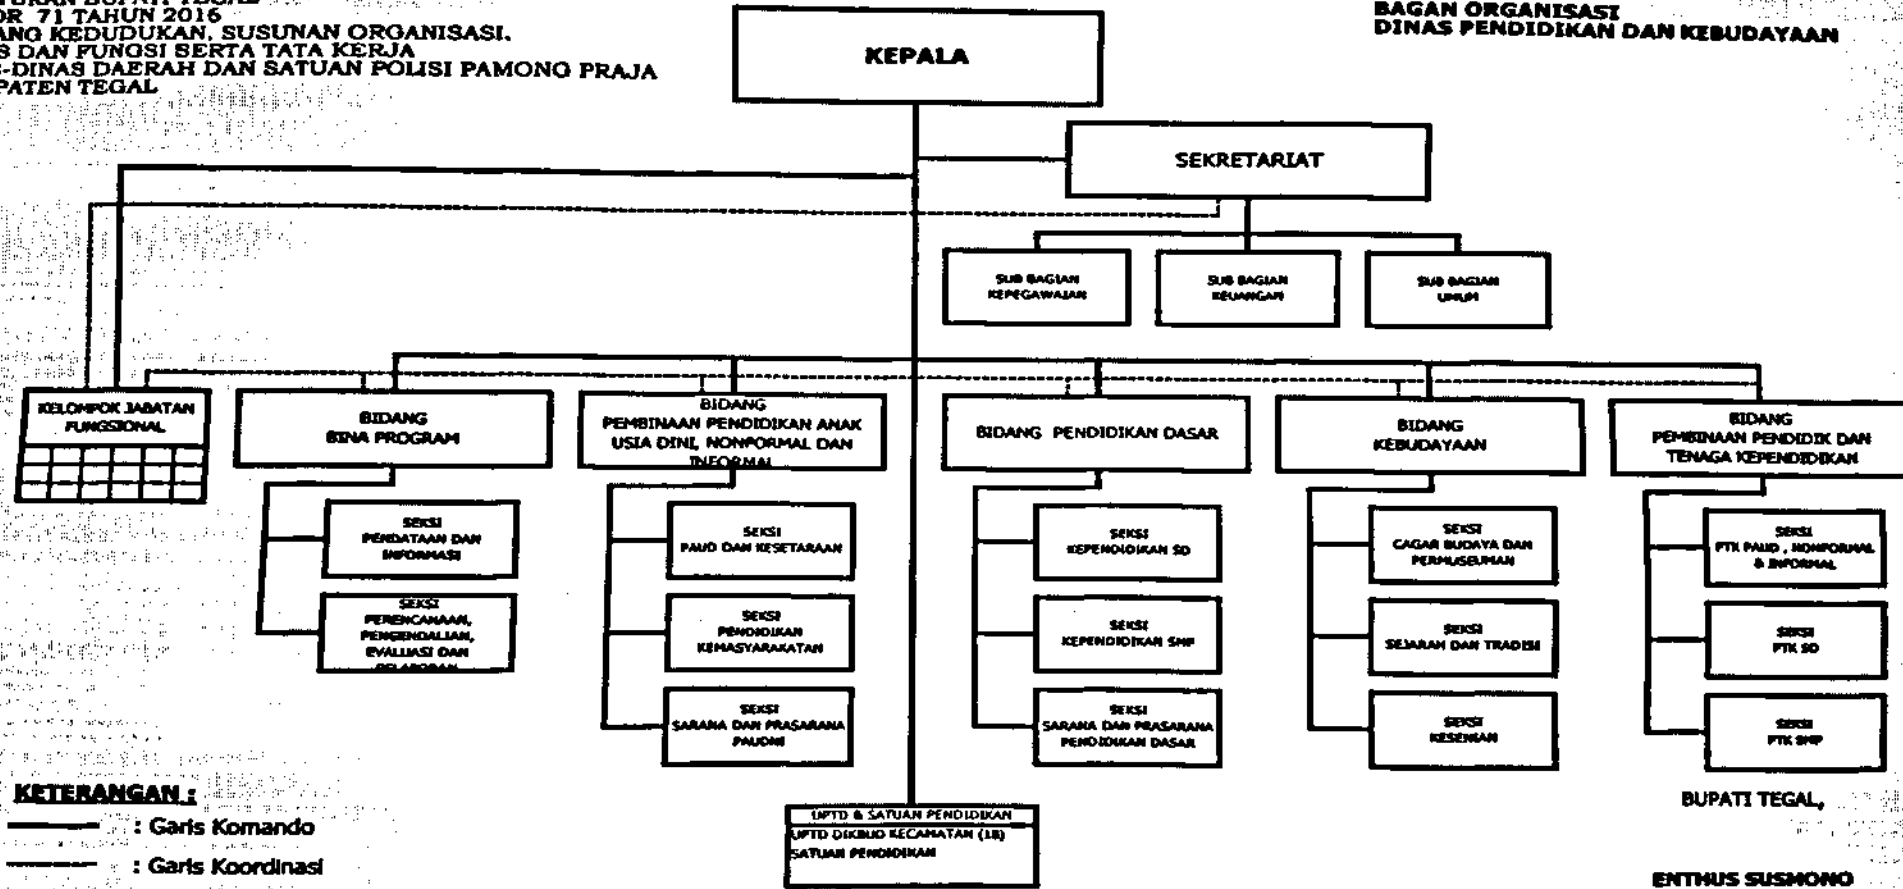 TURAN BUPATI TEGAL
OR 71 TAHUN 2016
ANG KEDUDUKAN, SUSUNAN ORGANISASI,
S DAN FUNGSI SERTA TATA KERJA
S-DINAS DAERAH DAN SATUAN POLISI PAMONG PRAJA
PATEN TEGAL
BAGAN ORGANISASI
DINAS PENDIDIKAN DAN KEBUDAYAAN
KEPALA
SEKRETARIAT
SUB BAGIAN
KEPEGAWAIAN
SUB BAGIAN
KEUANGAN
SUB BAGIAN
UMUM
KELOMPOK JABATAN
FUNGSIONAL
BIDANG
BINA PROGRAM
BIDANG
PEMBINAAN PENDIDIKAN ANAK
USIA DINI, NONFORMAL DAN
INFORMAL
BIDANG PENDIDIKAN DASAR
BIDANG
KEBUDAYAAN
BIDANG
PEMBINAAN PENDIDIK DAN
TENAGA KEPENDIDIKAN
SEKSI
PENDATAAN DAN
INFORMASI
SEKSI
PERENCANAAN,
PENGENDALIAN,
EVALUASI DAN
PELAPORAN
SEKSI
PAUD DAN KESETARAAN
SEKSI
PENDIDIKAN
KEMASYARAKATAN
SEKSI
SARANA DAN PRASARANA
PAUDNI
SEKSI
KEPENDIDIKAN SD
SEKSI
KEPENDIDIKAN SMP
SEKSI
SARANA DAN PRASARANA
PENDIDIKAN DASAR
SEKSI
CAGAR BUDAYA DAN
PERMUSEUMAN
SEKSI
SEJARAH DAN TRADISI
SEKSI
KESENIAN
SEKSI
PTK PAUD , NONFORMAL
& INFORMAL
SEKSI
PTK SD
SEKSI
PTK SMP
UPTD & SATUAN PENDIDIKAN
UPTD DIKBUD KECAMATAN (18)
SATUAN PENDIDIKAN
KETERANGAN :
: Garis Komando
: Garis Koordinasi
BUPATI TEGAL,
ENTHUS SUSMONO